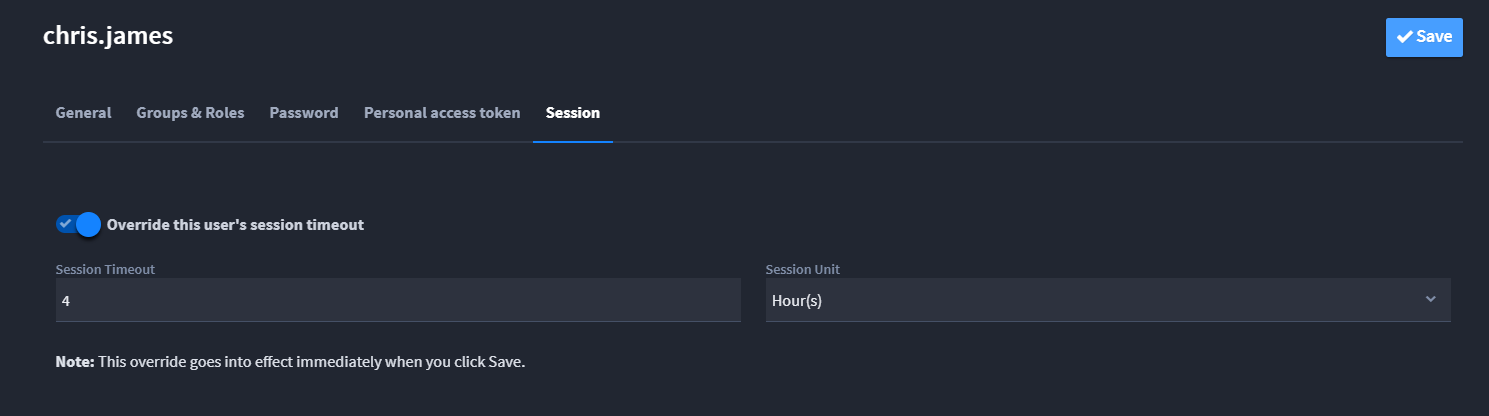 chris.james
Save
General Groups & Roles Password Personal access token Session
Override this user's session timeout
Session Timeout Session Unit
4 Hour(s)
Note: This override goes into effect immediately when you click Save.